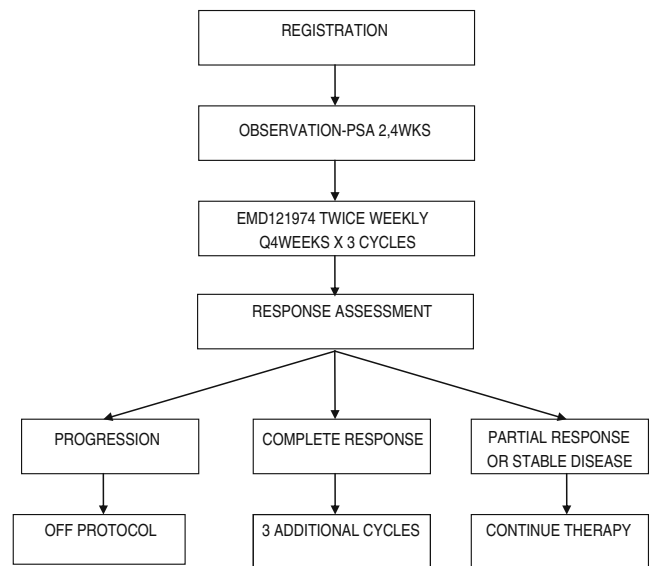 REGISTRATION
OBSERVATION-PSA 2,4WKS
EMD121974 TWICE WEEKLY
Q4WEEKS X 3 CYCLES
RESPONSE ASSESSMENT
PROGRESSION
COMPLETE RESPONSE
PARTIAL RESPONSE
OR STABLE DISEASE
OFF PROTOCOL
3 ADDITIONAL CYCLES
CONTINUE THERAPY